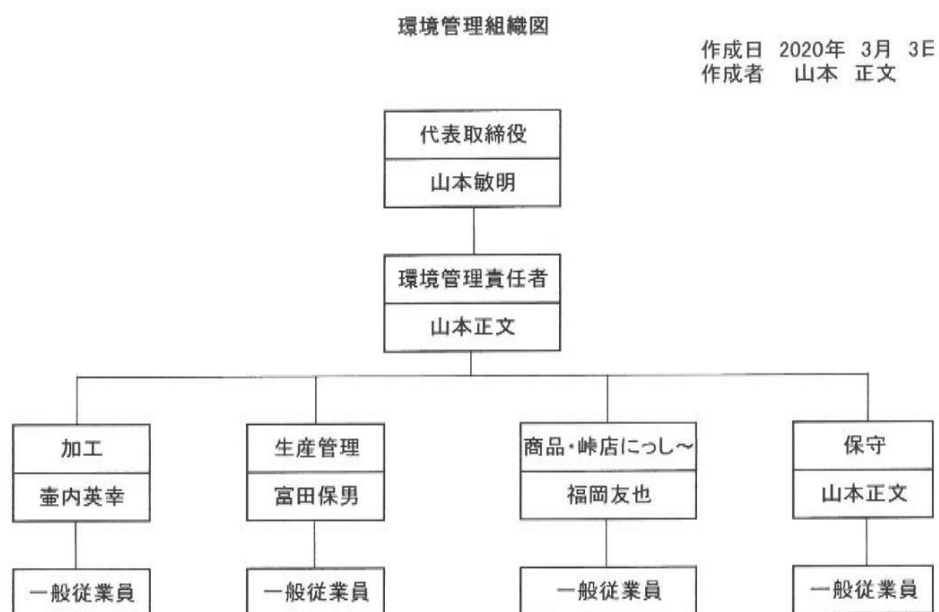 環境管理組織図
作成日 2020年 3月 3日
作成者 山本 正文
代表取締役
山本敏明
環境管理責任者
山本正文
加工 生産管理 商品・峠店にっし～ 保守
壷内英幸 富田保男 福岡友也 山本正文
一般従業員 一般従業員 一般従業員 一般従業員